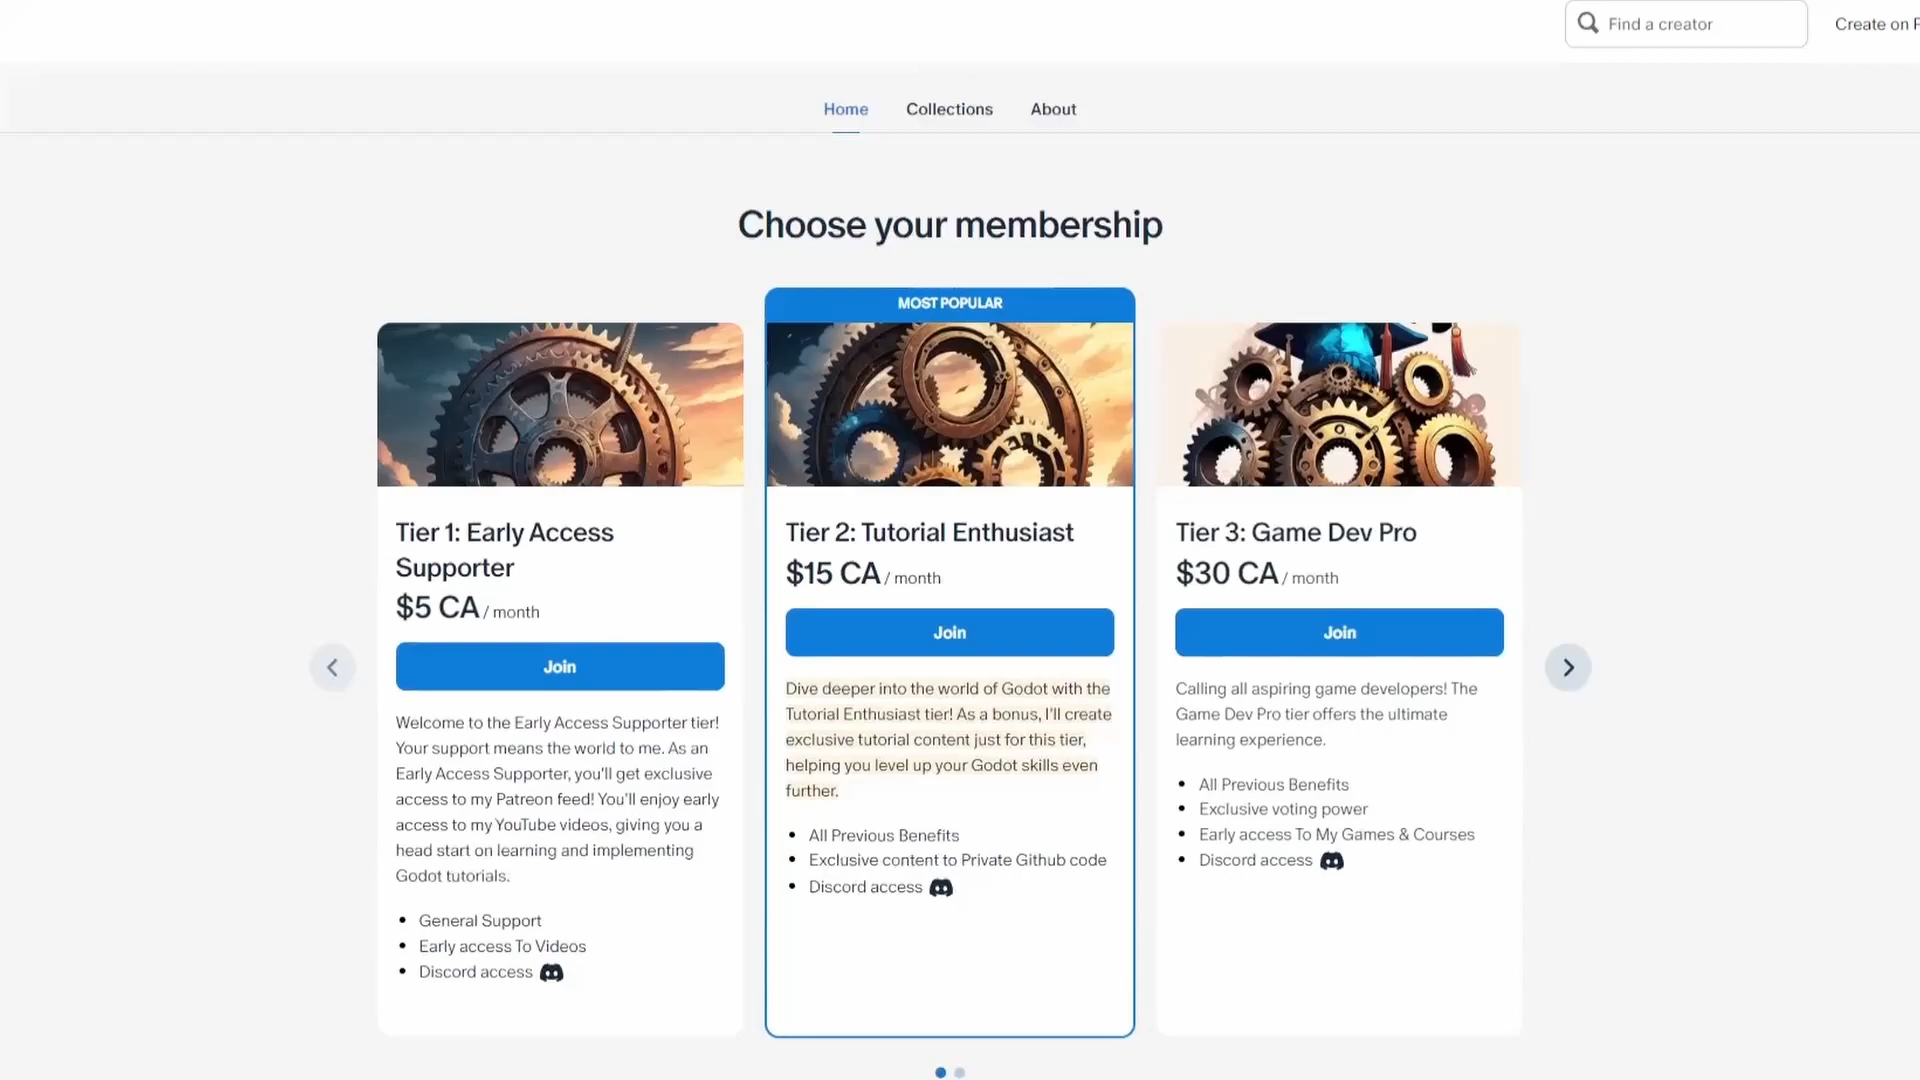 Find a creator
Create on
Home
Collections
About
Choose your membership
MOST POPULAR
Tier 1: Early Access
Supporter
$5 CA / month
Join
Welcome to the Early Access Supporter tier!
Your support means the world to me. As an
Early Access Supporter, you'll get exclusive
access to my Patreon feed! You'll enjoy early
access to my YouTube videos, giving you a
head start on learning and implementing
Godot tutorials.
General Support
Early access To Videos
Discord access
Tier 2: Tutorial Enthusiast
$15 CA / month
Join
Dive deeper into the world of Godot with the
Tutorial Enthusiast tier! As a bonus, I'll create
exclusive tutorial content just for this tier,
helping you level up your Godot skills even
further.
All Previous Benefits
Exclusive content to Private Github code
Discord access
Tier 3: Game Dev Pro
$30 CA / month
Join
Calling all aspiring game developers! The
Game Dev Pro tier offers the ultimate
learning experience.
All Previous Benefits
Exclusive voting power
Early access To My Games & Courses
Discord access